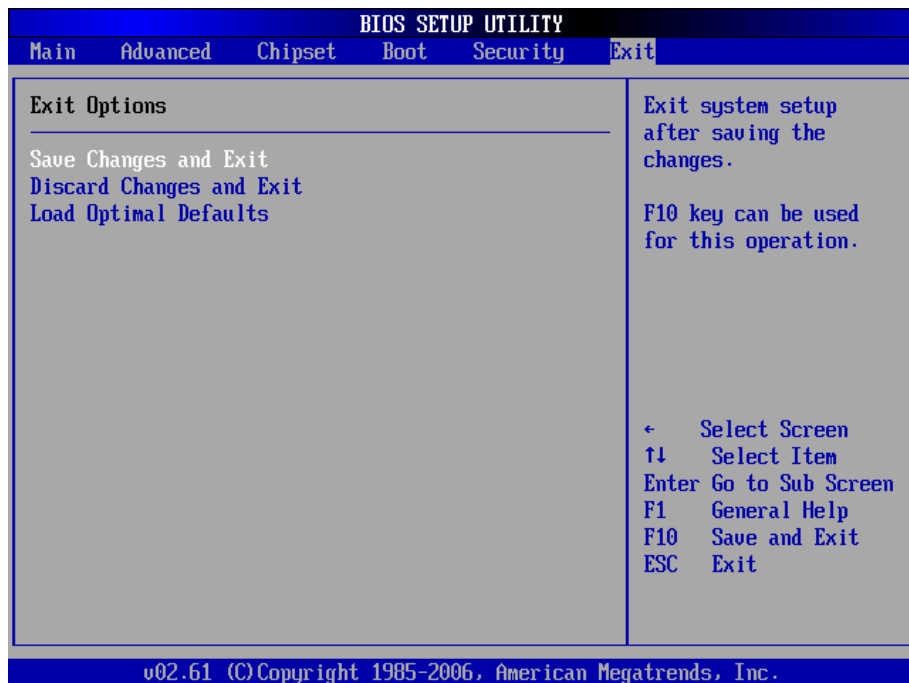 BIOS SETUP UTILITY
Main Advanced Chipset Boot Security Exit
Exit Options
Save Changes and Exit
Discard Changes and Exit
Load Optimal Defaults
Exit system setup
after saving the
changes.
F10 key can be used
for this operation.
← Select Screen
↑↓ Select Item
Enter Go to Sub Screen
F1 General Help
F10 Save and Exit
ESC Exit
v02.61 (C)Copyright 1985-2006, American Megatrends, Inc.